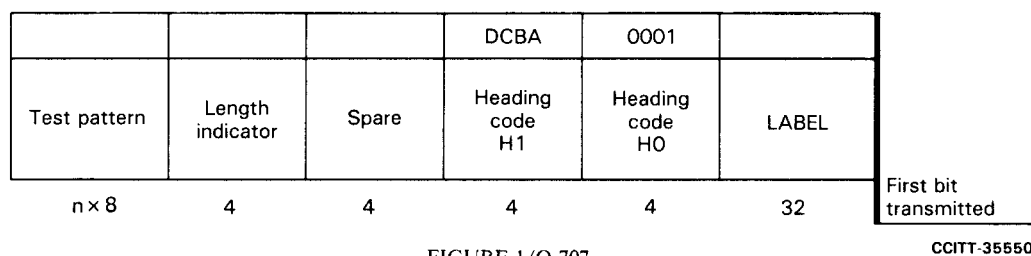 DCBA 0001
Test pattern Length indicator Spare Heading code H1 Heading code H0 LABEL
n × 8 4 4 4 4 32
First bit transmitted
CCITT-35550
FIGURE 1/Q.707